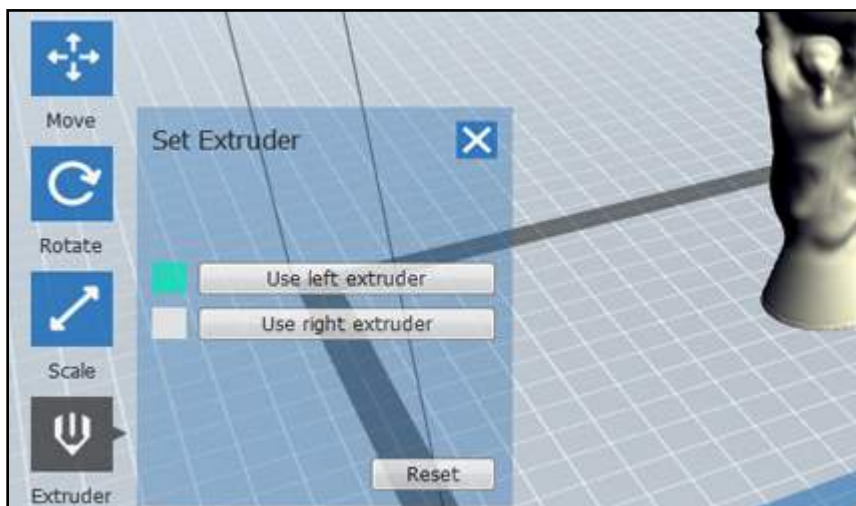 Move
Set Extruder
Rotate
Use left extruder
Use right extruder
Scale
Reset
Extruder